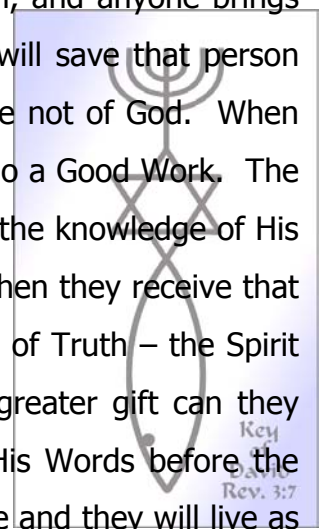 and anyone brings
will save that person
e not of God. When
o a Good Work. The
the knowledge of His
hen they receive that
of Truth – the Spirit
greater gift can they
His Words before the
e and they will live as
Key
of
David
Rev. 3:7